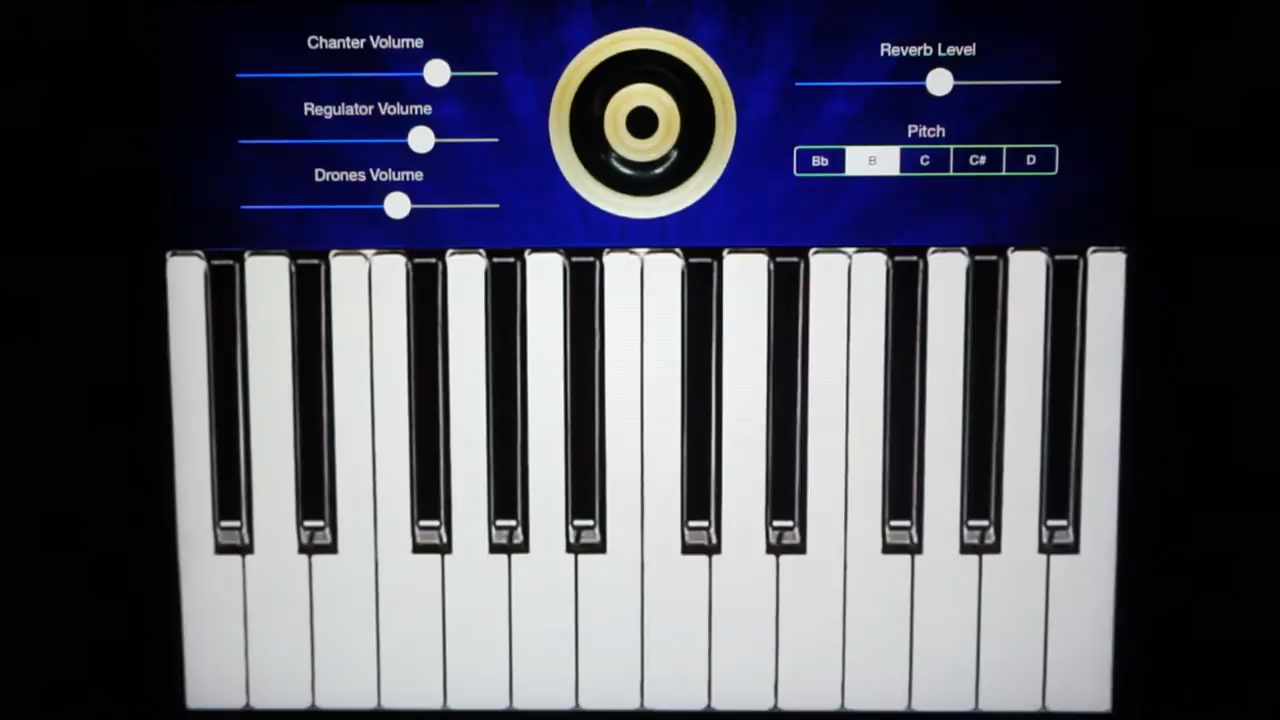 Chanter Volume
Regulator Volume
Drones Volume
Reverb Level
Pitch
Bb B C C# D